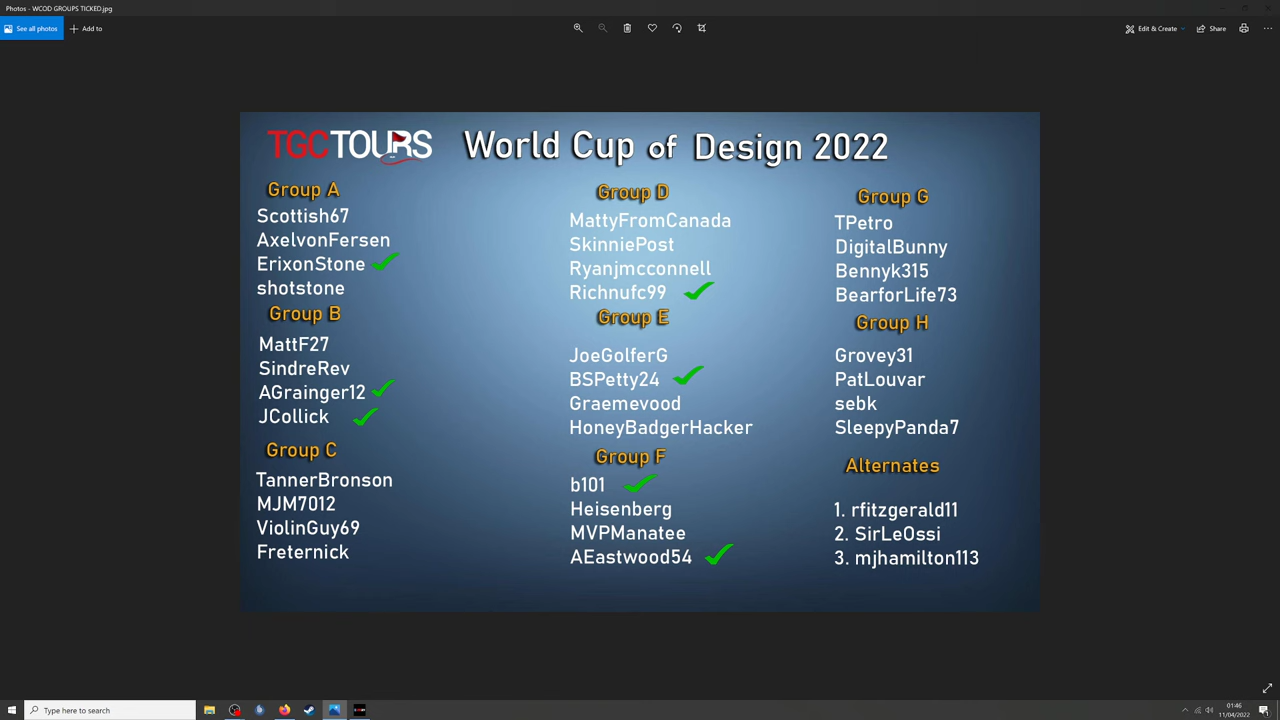 Photos - WCOD GROUPS TICKED.jpg
See all photos
Add to
Edit & Create
Share
TGCTOURS
World Cup of Design 2022
Group A
Scottish67
AxelvonFersen
ErixonStone
shotstone
Group B
MattF27
SindreRev
AGrainger12
JCollick
Group C
TannerBronson
MJM7012
ViolinGuy69
Freternick
Group D
MattyFromCanada
SkinniePost
Ryanjmcconnell
Richnufc99
Group E
JoeGolferG
BSPetty24
Graemevood
HoneyBadgerHacker
Group F
b101
Heisenberg
MVPManatee
AEastwood54
Group G
TPetro
DigitalBunny
Bennyk315
BearforLife73
Group H
Grovey31
PatLouvar
sebk
SleepyPanda7
Alternates
1. rfitzgerald11
2. SirLeOssi
3. mjhamilton113
Type here to search
01:46
11/04/2022